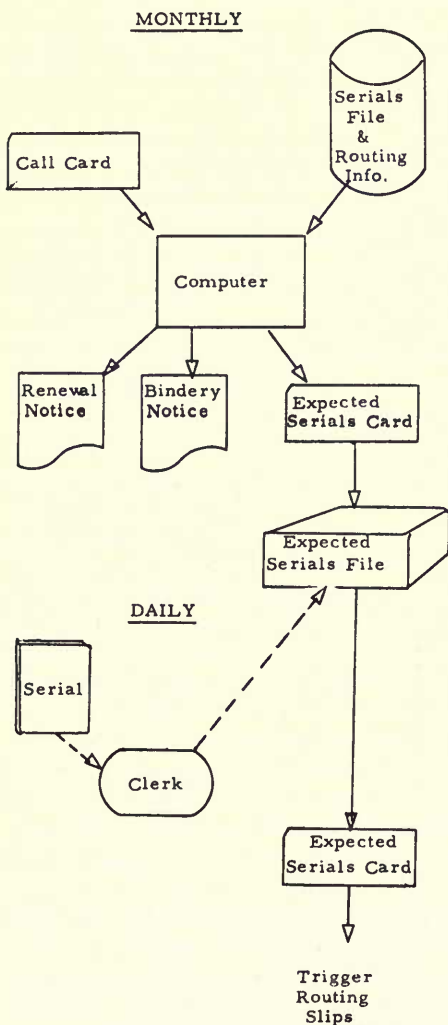 MONTHLY
Serials
File
&
Routing
Info.
Call Card
Computer
Renewal
Notice
Bindery
Notice
Expected
Serials Card
Expected
Serials File
DAILY
Serial
Clerk
Expected
Serials Card
Trigger
Routing
Slips